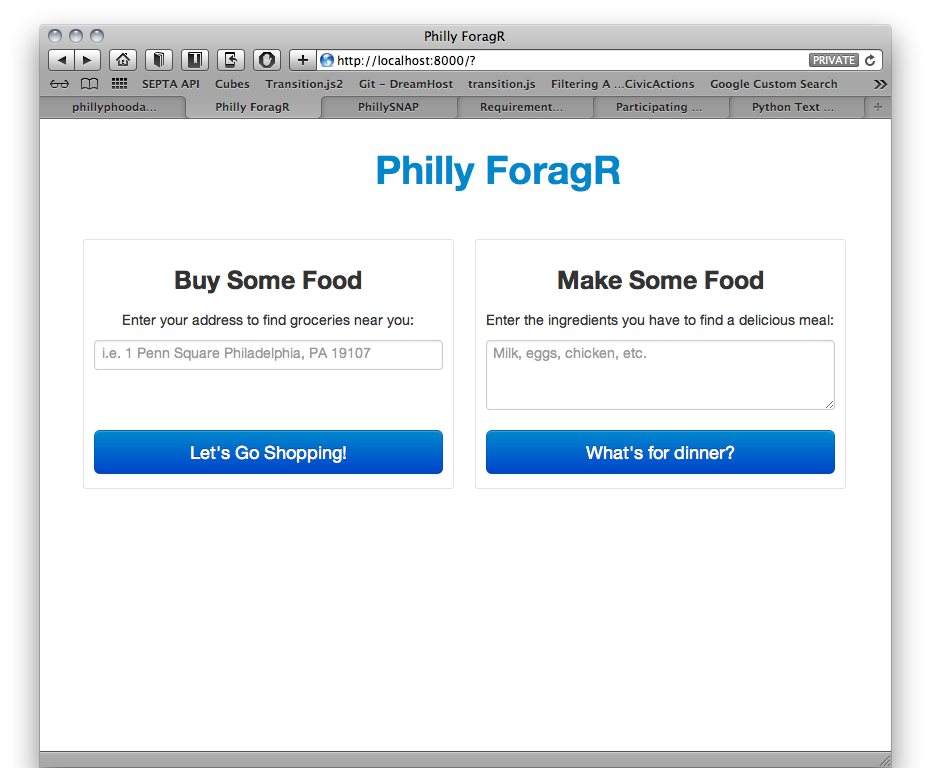 Philly ForagR
http://localhost:8000/?
PRIVATE
SEPTA API Cubes Transition.js2 Git – DreamHost transition.js Filtering A ...CivicActions Google Custom Search
phillyphooda... Philly ForagR PhillySNAP Requirement... Participating ... Python Text ...
Philly ForagR
Buy Some Food
Enter your address to find groceries near you:
i.e. 1 Penn Square Philadelphia, PA 19107
Let's Go Shopping!
Make Some Food
Enter the ingredients you have to find a delicious meal:
Milk, eggs, chicken, etc.
What's for dinner?